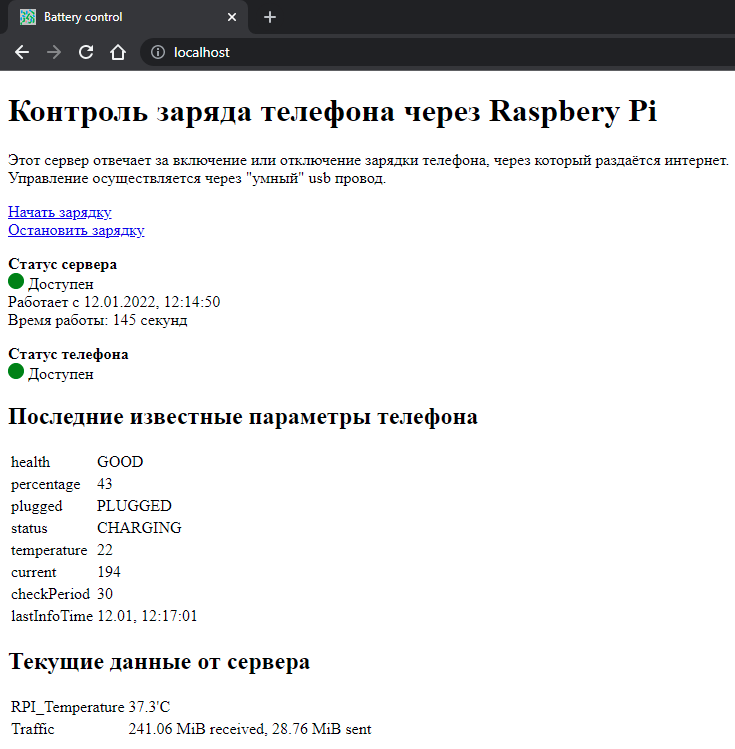 Battery control
localhost
Контроль заряда телефона через Raspbery Pi
Этот сервер отвечает за включение или отключение зарядки телефона, через который раздаётся интернет.
Управление осуществляется через "умный" usb провод.
Начать зарядку
Остановить зарядку
Статус сервера
Доступен
Работает с 12.01.2022, 12:14:50
Время работы: 145 секунд
Статус телефона
Доступен
Последние известные параметры телефона
health GOOD
percentage 43
plugged PLUGGED
status CHARGING
temperature 22
current 194
checkPeriod 30
lastInfoTime 12.01, 12:17:01
Текущие данные от сервера
RPI_Temperature 37.3'C
Traffic 241.06 MiB received, 28.76 MiB sent